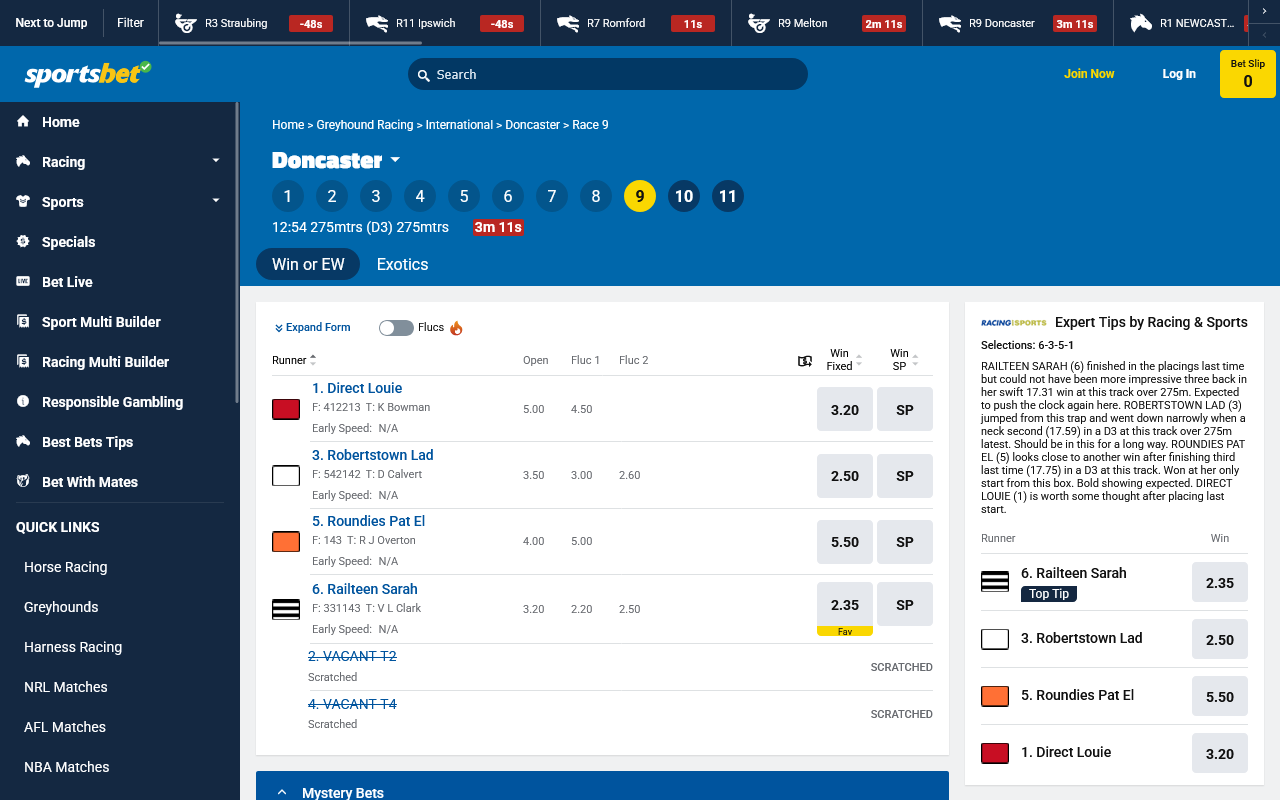 Next to Jump
Filter
R3 Straubing
-48s
R11 Ipswich
-48s
R7 Romford
11s
R9 Melton
2m 11s
R9 Doncaster
3m 11s
R1 NEWCAST...
sportsbet
Search
Join Now
Log In
Bet Slip
0
Home
Racing
Sports
Specials
LIVE
Bet Live
Sport Multi Builder
Racing Multi Builder
Responsible Gambling
Best Bets Tips
Bet With Mates
QUICK LINKS
Horse Racing
Greyhounds
Harness Racing
NRL Matches
AFL Matches
NBA Matches
Home > Greyhound Racing > International > Doncaster > Race 9
Doncaster
1 2 3 4 5 6 7 8 9 10 11
12:54 275mtrs (D3) 275mtrs
3m 11s
Win or EW
Exotics
Expand Form
Flucs
Runner
Open
Fluc 1
Fluc 2
Win
Fixed
Win
SP
1. Direct Louie
F: 412213 T: K Bowman
Early Speed: N/A
5.00
4.50
3.20
SP
3. Robertstown Lad
F: 542142 T: D Calvert
Early Speed: N/A
3.50
3.00
2.60
2.50
SP
5. Roundies Pat El
F: 143 T: R J Overton
Early Speed: N/A
4.00
5.00
5.50
SP
6. Railteen Sarah
F: 331143 T: V L Clark
Early Speed: N/A
3.20
2.20
2.50
2.35
Fav
SP
2. VACANT T2
Scratched
SCRATCHED
4. VACANT T4
Scratched
SCRATCHED
Mystery Bets
RACING AND SPORTS
Expert Tips by Racing & Sports
Selections: 6-3-5-1
RAILTEEN SARAH (6) finished in the placings last time
but could not have been more impressive three back in
her swift 17.31 win at this track over 275m. Expected
to push the clock again here. ROBERTSTOWN LAD (3)
jumped from this trap and went down narrowly when a
neck second (17.59) in a D3 at this track over 275m
latest. Should be in this for a long way. ROUNDIES PAT
EL (5) looks close to another win after finishing third
last time (17.75) in a D3 at this track. Won at her only
start from this box. Bold showing expected. DIRECT
LOUIE (1) is worth some thought after placing last
start.
Runner
Win
6. Railteen Sarah
Top Tip
2.35
3. Robertstown Lad
2.50
5. Roundies Pat El
5.50
1. Direct Louie
3.20